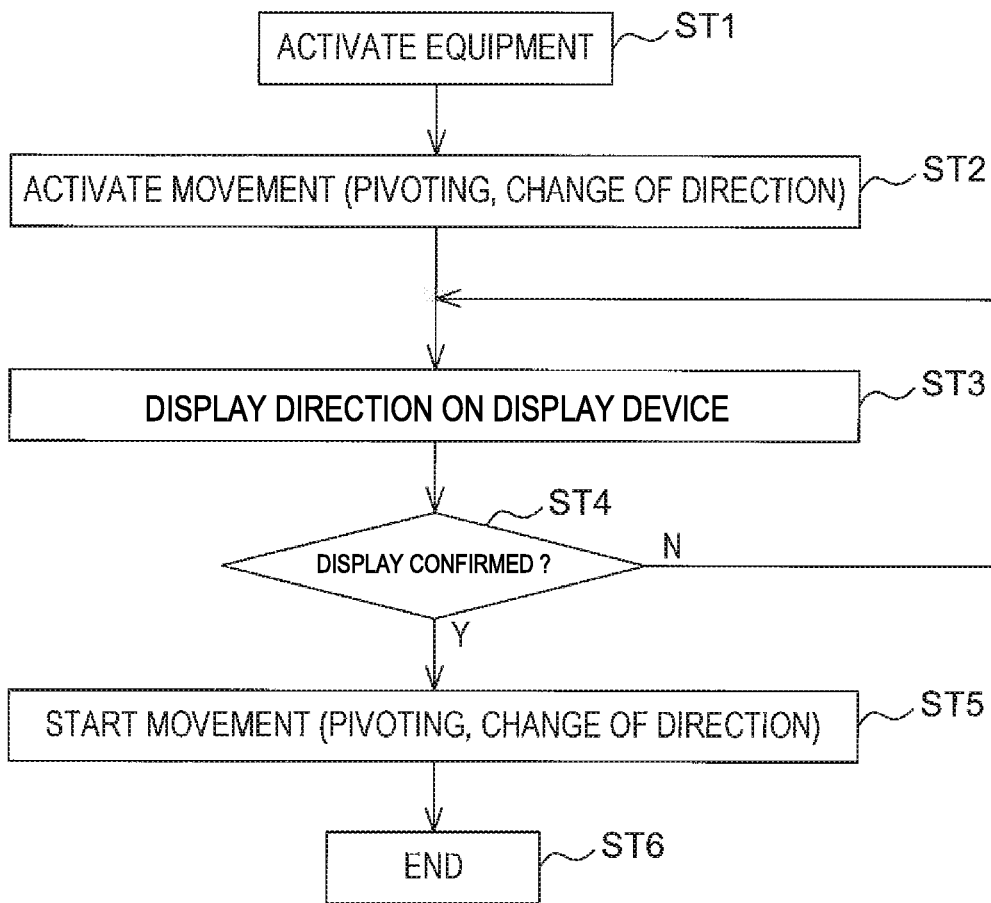 ACTIVATE EQUIPMENT ST1
ACTIVATE MOVEMENT (PIVOTING, CHANGE OF DIRECTION) ST2
DISPLAY DIRECTION ON DISPLAY DEVICE ST3
ST4
DISPLAY CONFIRMED ? N
Y
START MOVEMENT (PIVOTING, CHANGE OF DIRECTION) ST5
END ST6